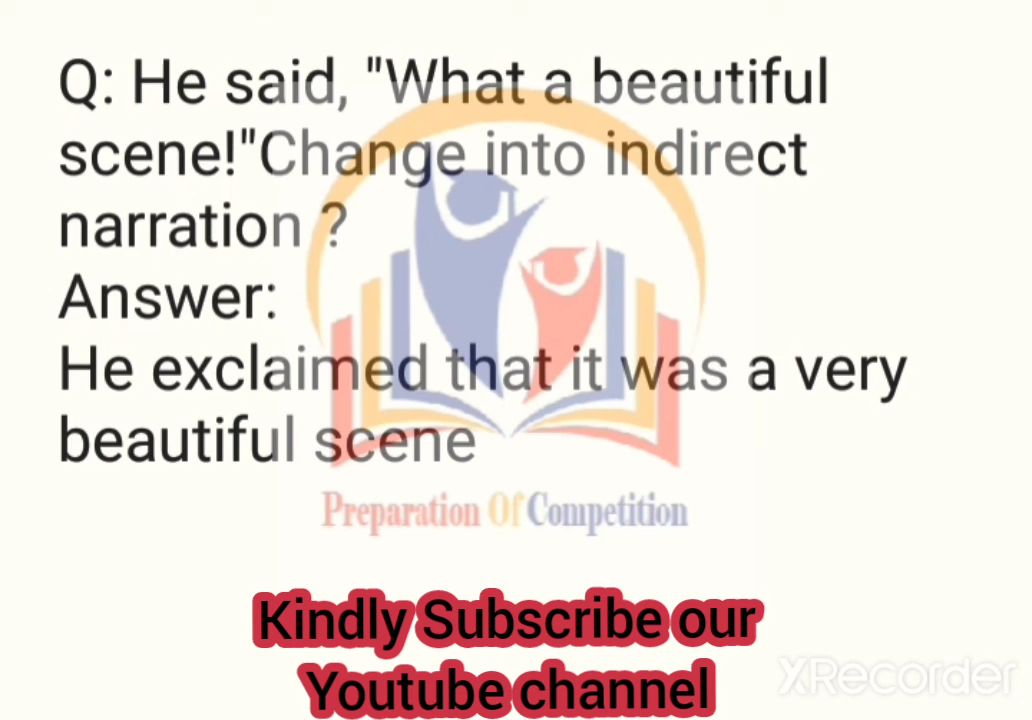 Q: He said, "What a beautiful
scene!"Change into indirect
narration ?
Answer:
He exclaimed that it was a very
beautiful scene
Preparation Of Competition
Kindly Subscribe our
Youtube channel
XRecorder